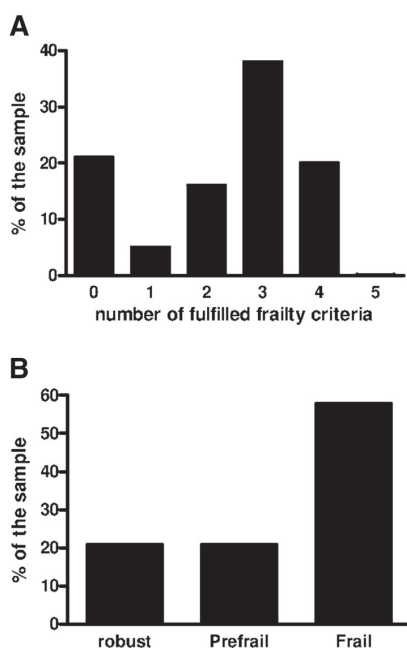 A
% of the sample
40
30
20
10
0
0 1 2 3 4 5
number of fulfilled frailty criteria
B
% of the sample
60
50
40
30
20
10
0
robust Prefrail Frail